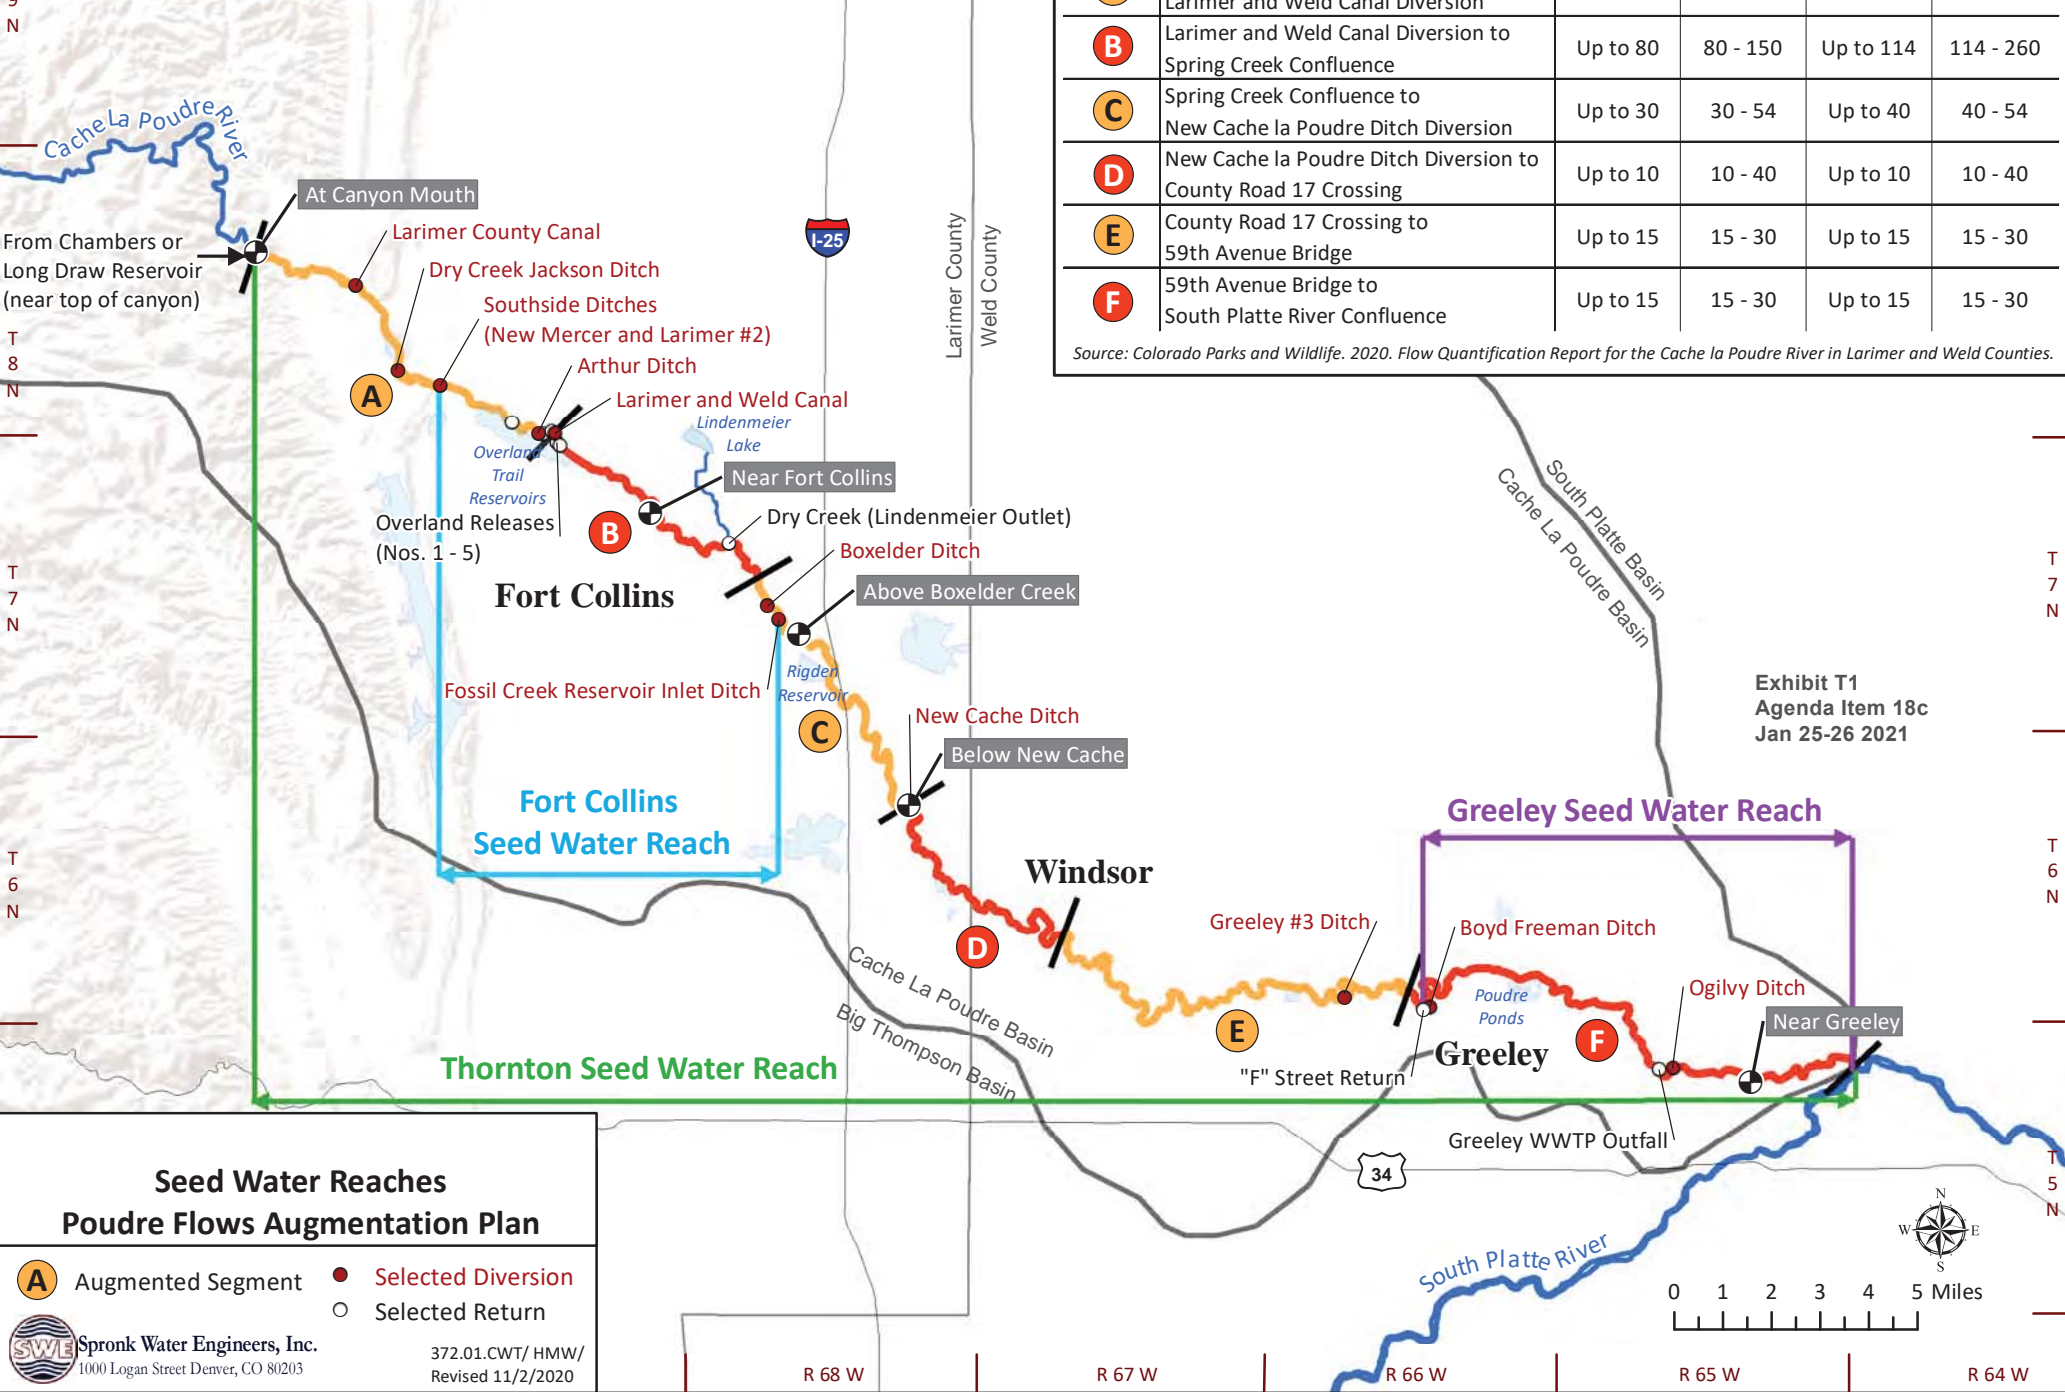 9
N
Larimer and Weld Canal Diversion
B
Larimer and Weld Canal Diversion to
Spring Creek Confluence
Up to 80
80 - 150
Up to 114
114 - 260
C
Spring Creek Confluence to
New Cache la Poudre Ditch Diversion
Up to 30
30 - 54
Up to 40
40 - 54
D
New Cache la Poudre Ditch Diversion to
County Road 17 Crossing
Up to 10
10 - 40
Up to 10
10 - 40
E
County Road 17 Crossing to
59th Avenue Bridge
Up to 15
15 - 30
Up to 15
15 - 30
F
59th Avenue Bridge to
South Platte River Confluence
Up to 15
15 - 30
Up to 15
15 - 30
Source: Colorado Parks and Wildlife. 2020. Flow Quantification Report for the Cache la Poudre River in Larimer and Weld Counties.
Cache La Poudre River
At Canyon Mouth
From Chambers or
Long Draw Reservoir
(near top of canyon)
Larimer County Canal
Dry Creek Jackson Ditch
Southside Ditches
(New Mercer and Larimer #2)
Arthur Ditch
Larimer and Weld Canal
I-25
Larimer County
Weld County
T
8
N
A
Lindenmeier
Lake
Overland
Trail
Reservoirs
Near Fort Collins
Overland Releases
(Nos. 1 - 5)
B
Dry Creek (Lindenmeier Outlet)
Boxelder Ditch
Above Boxelder Creek
Fort Collins
South Platte Basin
Cache La Poudre Basin
T
7
N
T
7
N
Rigden
Reservoir
Fossil Creek Reservoir Inlet Ditch
C
New Cache Ditch
Below New Cache
Exhibit T1
Agenda Item 18c
Jan 25-26 2021
Fort Collins
Seed Water Reach
Greeley Seed Water Reach
T
6
N
T
6
N
Windsor
D
Greeley #3 Ditch
Boyd Freeman Ditch
Cache La Poudre Basin
Big Thompson Basin
Poudre
Ponds
Ogilvy Ditch
Near Greeley
E
F
Greeley
"F" Street Return
Thornton Seed Water Reach
Greeley WWTP Outfall
34
T
5
N
South Platte River
N
W
E
S
0 1 2 3 4 5 Miles
Seed Water Reaches
Poudre Flows Augmentation Plan
A
Augmented Segment
Selected Diversion
Selected Return
SWE
Spronk Water Engineers, Inc.
1000 Logan Street Denver, CO 80203
372.01.CWT/ HMW/
Revised 11/2/2020
R 68 W
R 67 W
R 66 W
R 65 W
R 64 W